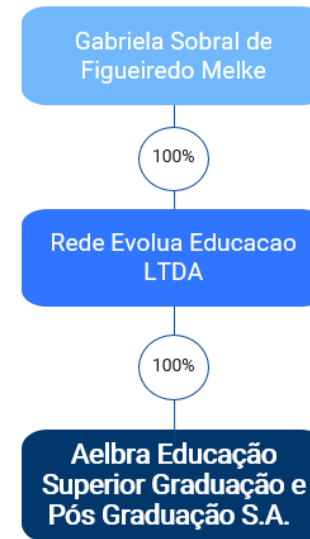 Gabriela Sobral de
Figueiredo Melke
100%
Rede Evolua Educacao
LTDA
100%
Aelbra Educação
Superior Graduação e
Pós Graduação S.A.